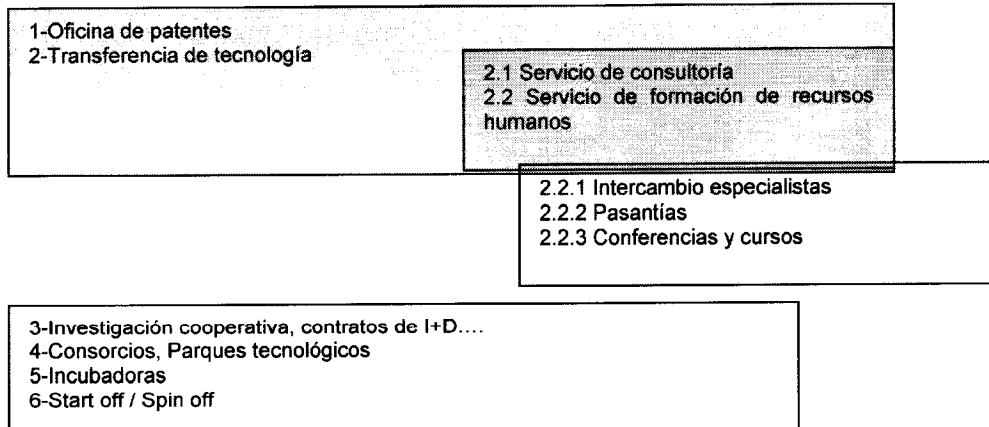 1-Oficina de patentes
2-Transferencia de tecnología
2.1 Servicio de consultoría
2.2 Servicio de formación de recursos
humanos
2.2.1 Intercambio especialistas
2.2.2 Pasantías
2.2.3 Conferencias y cursos
3-Investigación cooperativa, contratos de I+D....
4-Consorcios, Parques tecnológicos
5-Incubadoras
6-Start off / Spin off